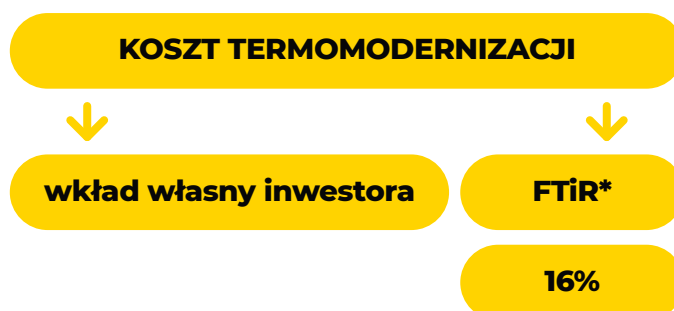 KOSZT TERMOMODERNIZACJI
wkład własny inwestora
FTiR*
16%